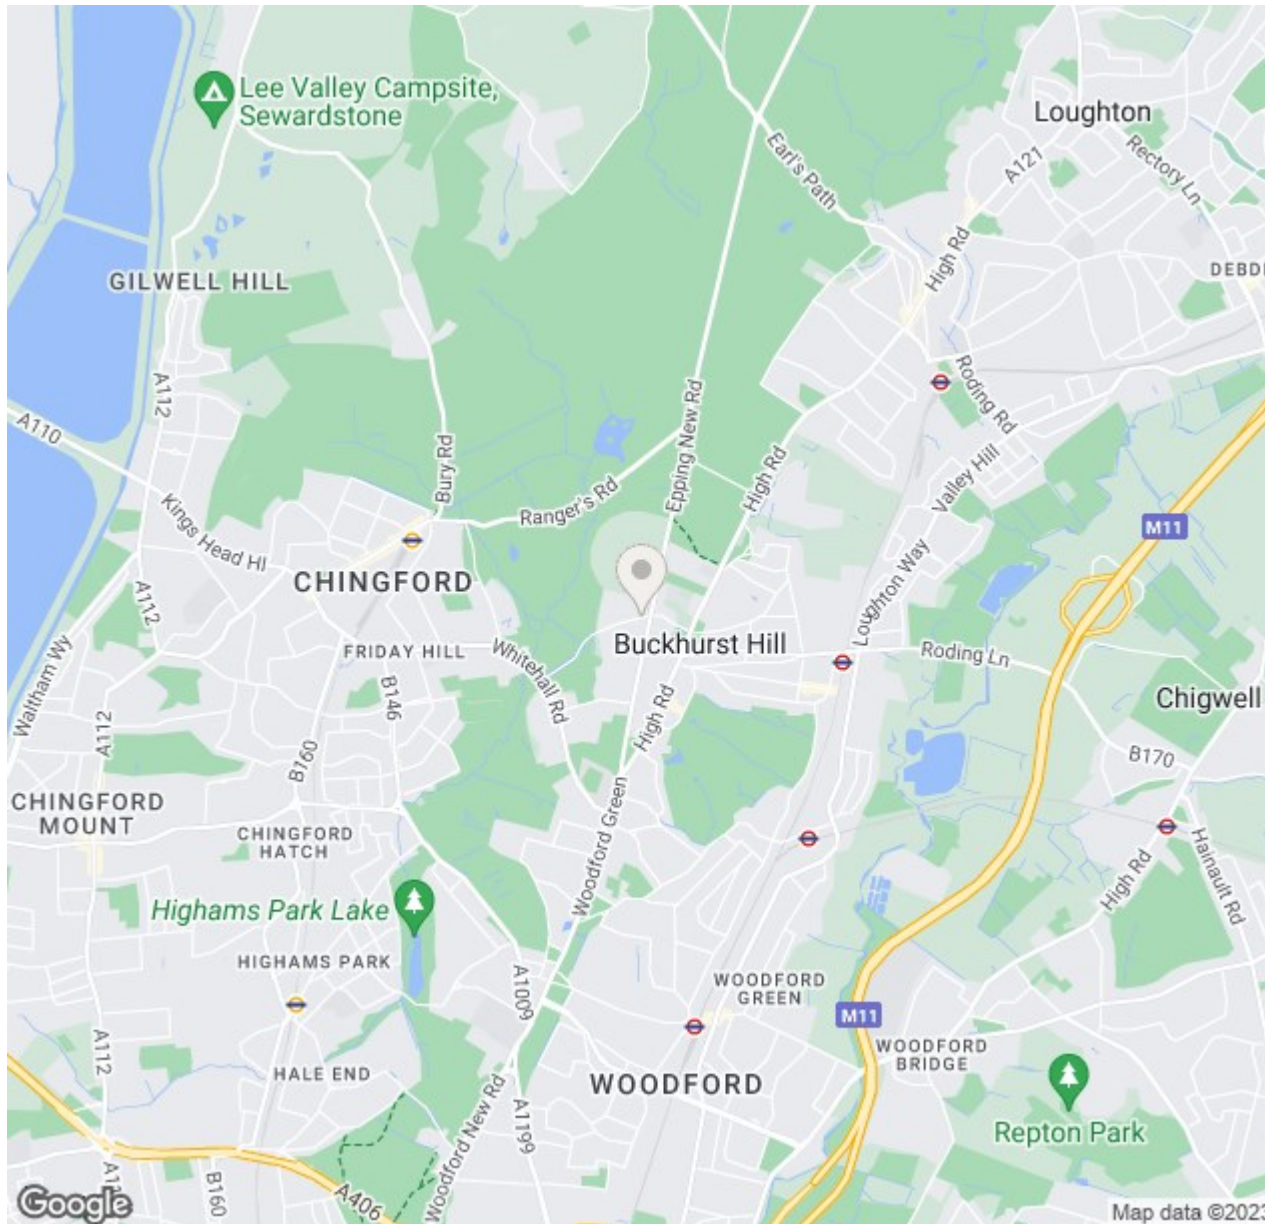 Lee Valley Campsite,
Sewardstone
Loughton
Earl's Path
A121
Rectory Ln
GILWELL HILL
High Rd
DEBD
A112
Roding Rd
A110
Epping New Rd
Bury Rd
High Rd
Valley Hill
Kings Head Hl
Ranger's Rd
M11
CHINGFORD
A112
Loughton Way
Buckhurst Hill
FRIDAY HILL
Whitehall Rd
Roding Ln
Waltham Wy
B146
Chigwell
A112
High Rd
B160
B170
CHINGFORD
MOUNT
CHINGFORD
HATCH
Woodford Green
High Rd
Hainault Rd
Highams Park Lake
HIGHAMS PARK
A1009
WOODFORD
GREEN
M11
A112
WOODFORD
BRIDGE
HALE END
WOODFORD
Woodford New Rd
A1199
Repton Park
A11
B160
A406
Google
Map data ©2023